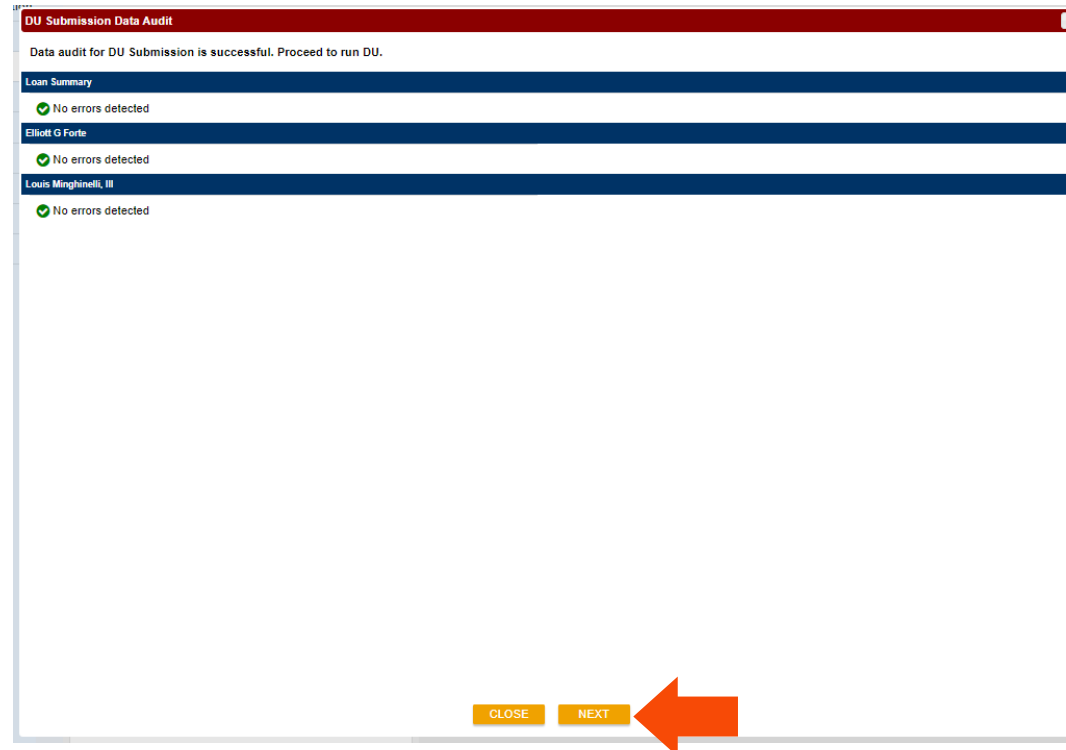 DU Submission Data Audit
Data audit for DU Submission is successful. Proceed to run DU.
Loan Summary
No errors detected
Elliott G Forte
No errors detected
Louis Minghinelli, III
No errors detected
CLOSE NEXT